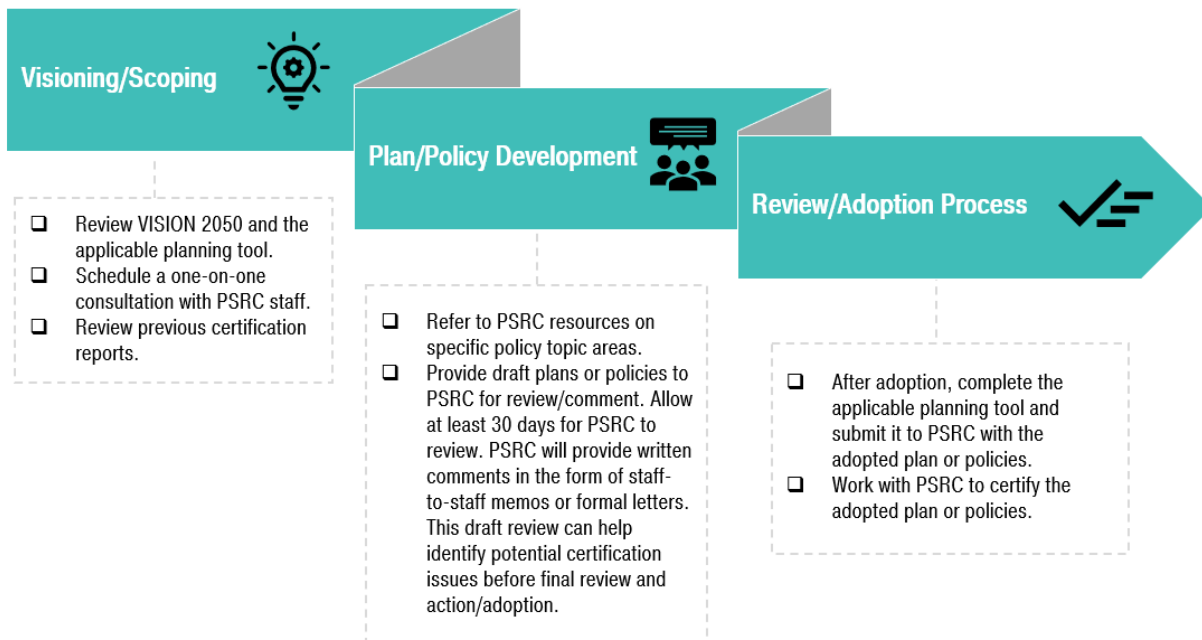 Visioning/Scoping
❑ Review VISION 2050 and the
applicable planning tool.
❑ Schedule a one-on-one
consultation with PSRC staff.
❑ Review previous certification
reports.
Plan/Policy Development
❑ Refer to PSRC resources on
specific policy topic areas.
❑ Provide draft plans or policies to
PSRC for review/comment. Allow
at least 30 days for PSRC to
review. PSRC will provide written
comments in the form of staff-
to-staff memos or formal letters.
This draft review can help
identify potential certification
issues before final review and
action/adoption.
Review/Adoption Process
❑ After adoption, complete the
applicable planning tool and
submit it to PSRC with the
adopted plan or policies.
❑ Work with PSRC to certify the
adopted plan or policies.